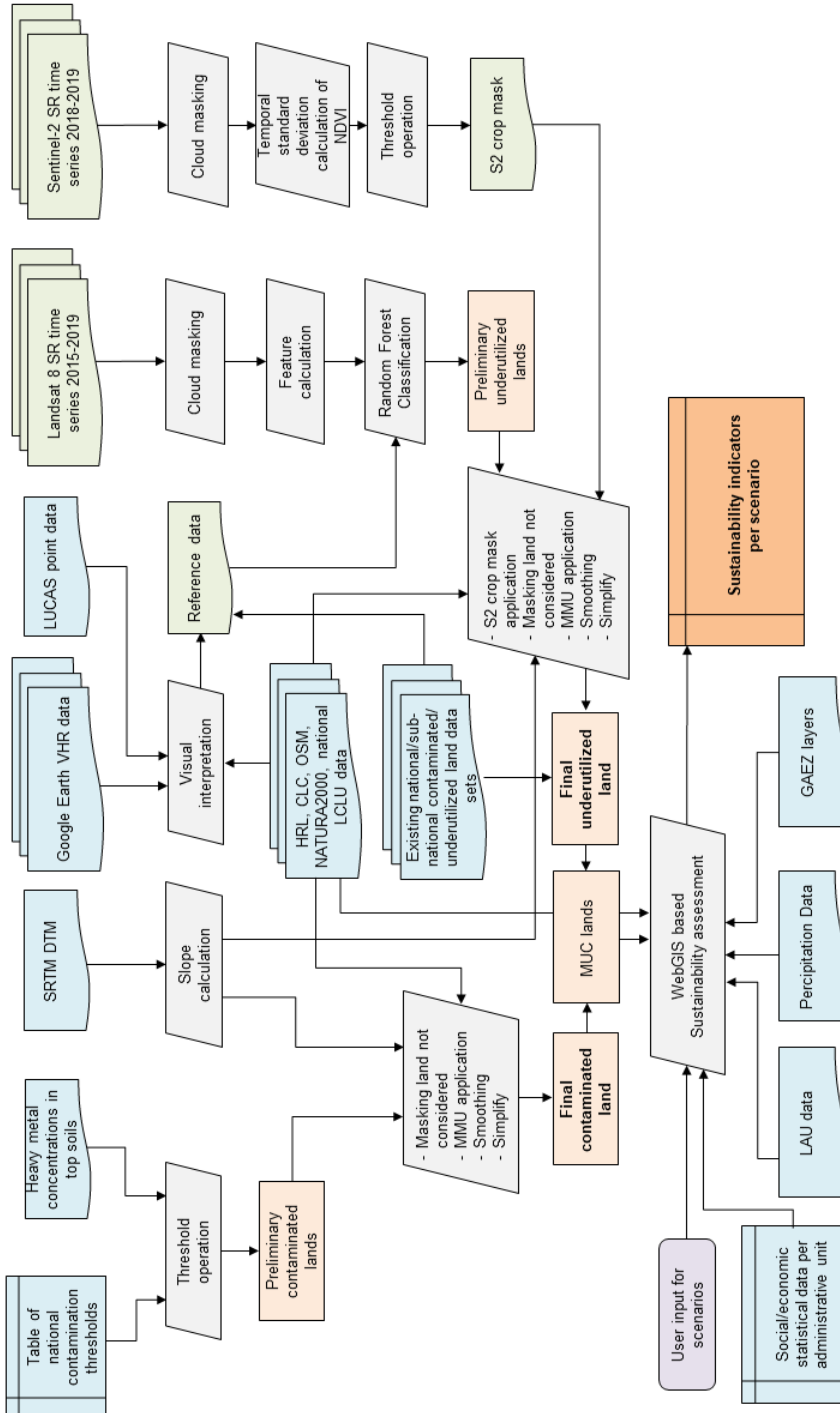 Table of
national
contamination
thresholds
Heavy metal
concentrations in
top soils
SRTM DTM
Google Earth VHR data
LUCAS point data
Landsat 8 SR time
series 2015-2019
Sentinel-2 SR time
series 2018-2019
Threshold
operation
Slope
calculation
Visual
interpretation
Reference data
Cloud masking
Cloud masking
Preliminary
contaminated
lands
HRL, CLC, OSM,
NATURA2000, national
LCLU data
Feature
calculation
Temporal
standard
deviation
calculation of
NDVI
Existing national/sub-
national contaminated/
underutilized land data
sets
Random Forest
Classification
Threshold
operation
- Masking land not
considered
- MMU application
- Smoothing
- Simplify
- S2 crop mask
application
- Masking land not
considered
- MMU application
- Smoothing
- Simplify
Preliminary
underutilized
lands
S2 crop mask
Final
contaminated
land
MUC lands
Final
underutilized
land
User input for
scenarios
WebGIS based
Sustainability assessment
Sustainability indicators
per scenario
Social/economic
statistical data per
administrative unit
LAU data
Percipitation Data
GAEZ layers